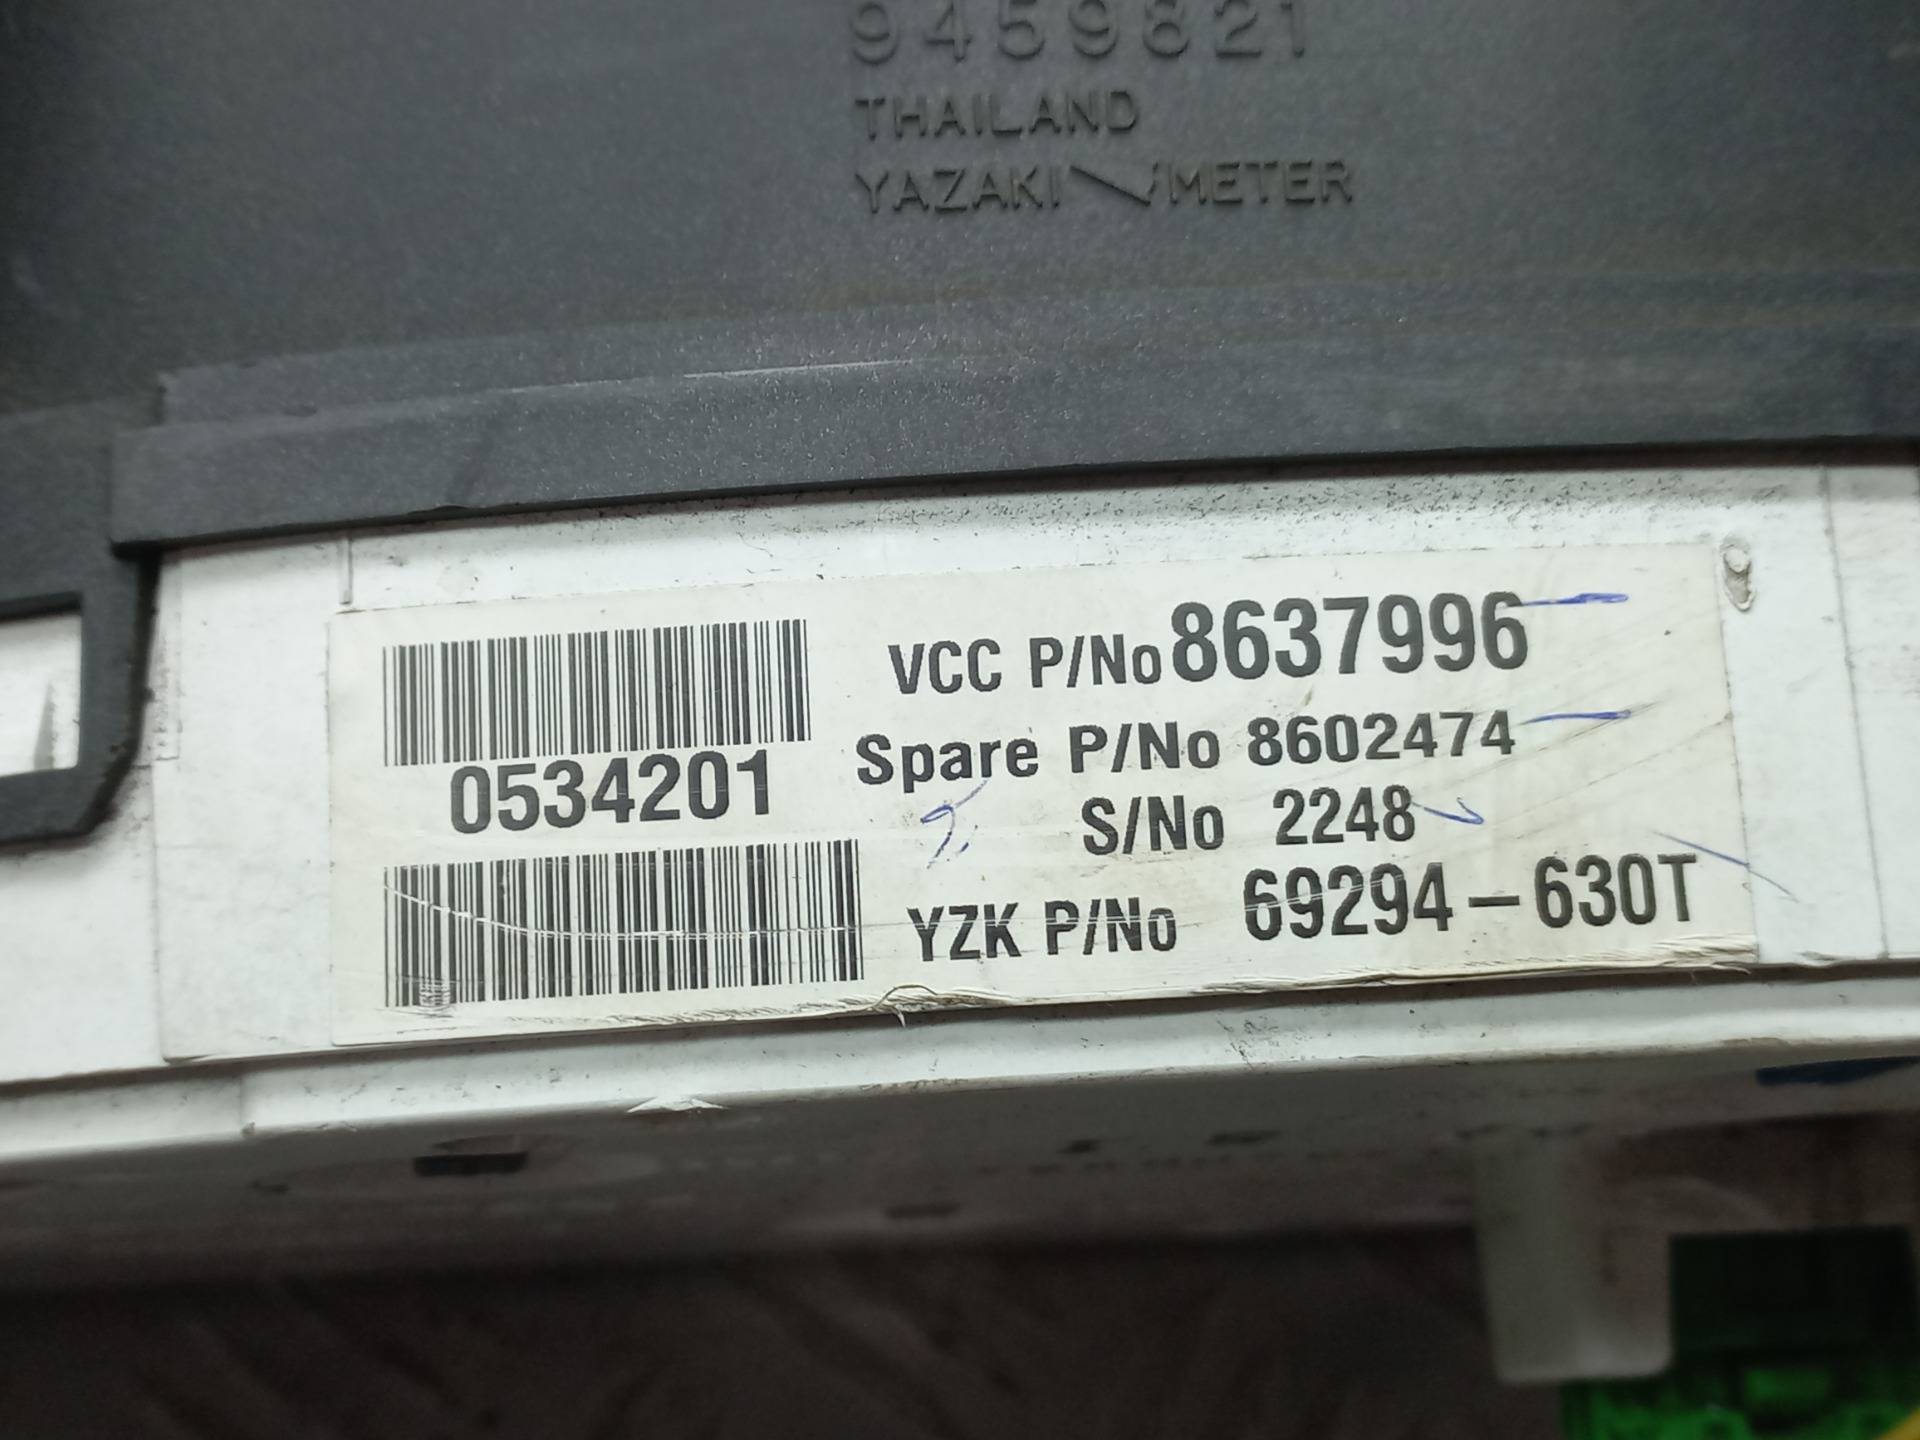 9459821
THAILAND
YAZAKI METER
VCC P/No 8637996
Spare P/No 8602474
0534201
S/No 2248
YZK P/No 69294-630T